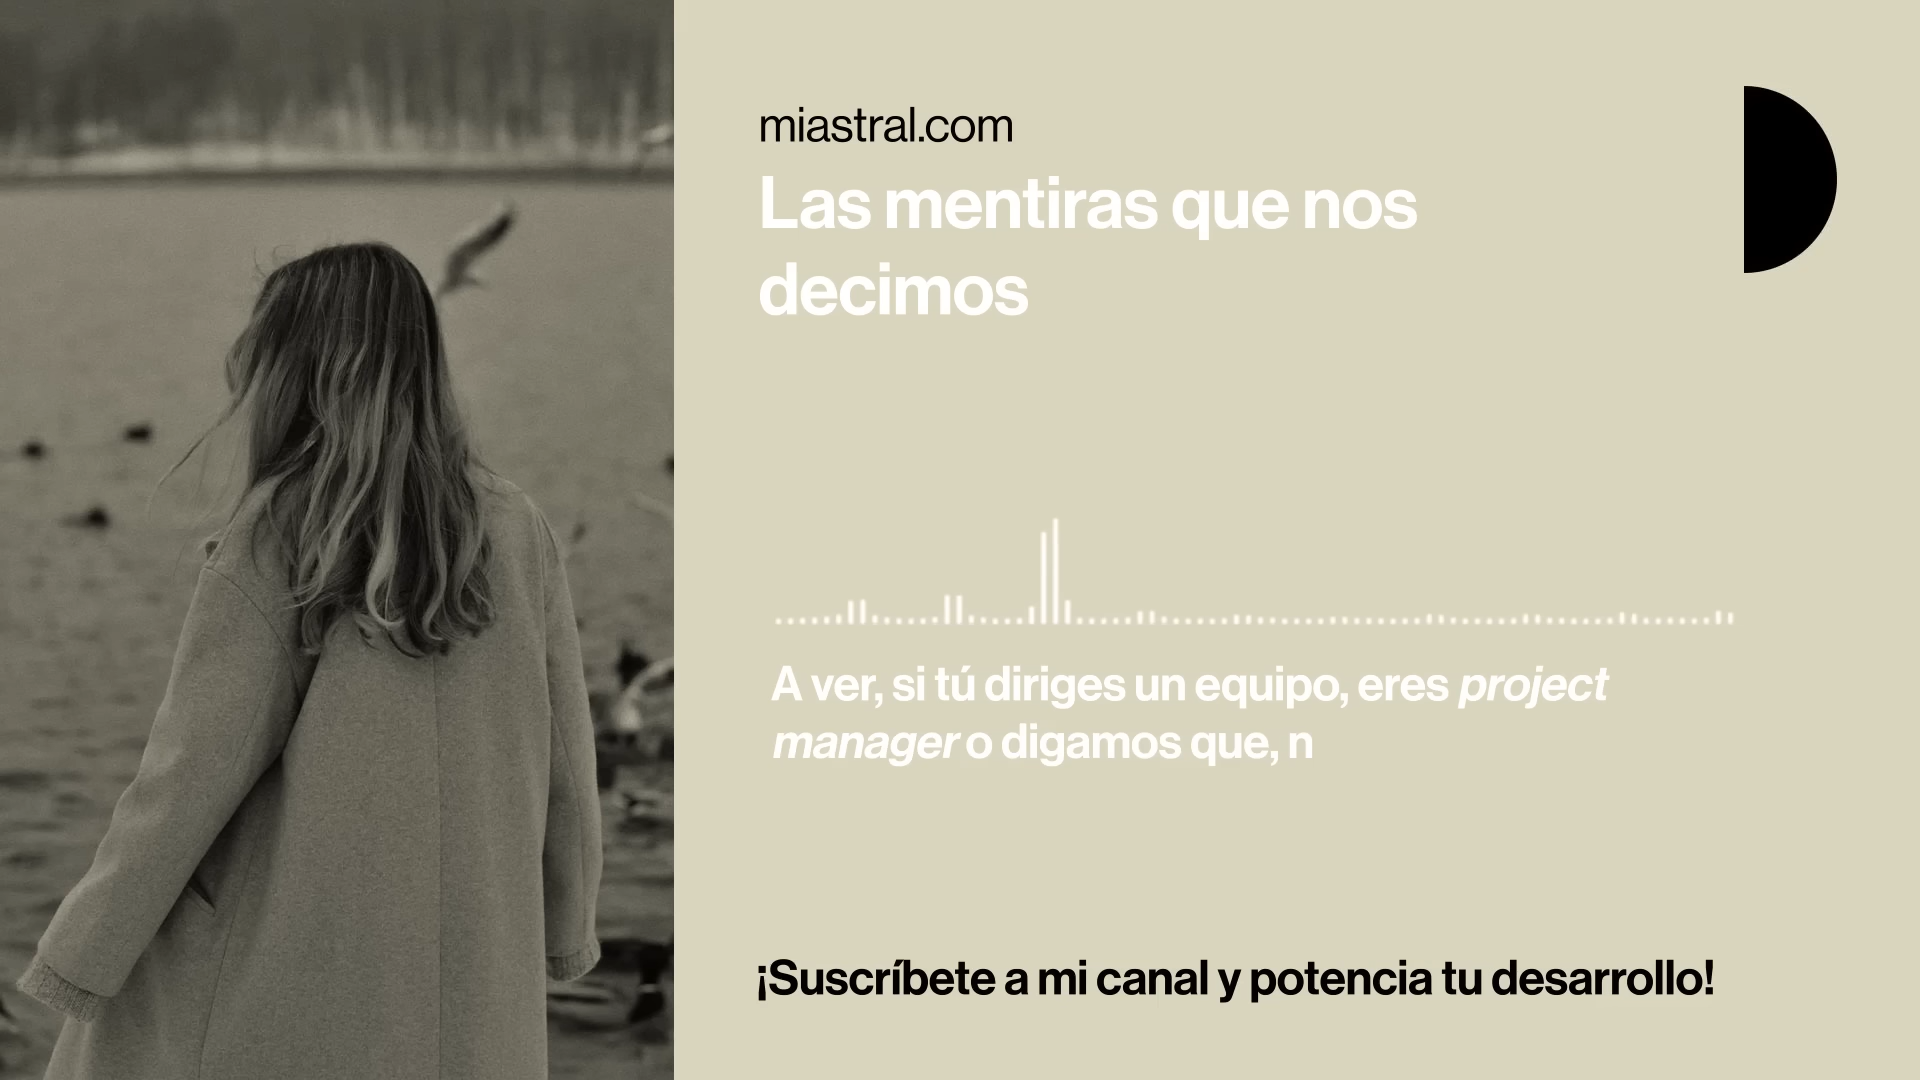 miastral.com
Las mentiras que nos
decimos
A ver, si tú diriges un equipo, eres project
manager o digamos que, n
¡Suscríbete a mi canal y potencia tu desarrollo!